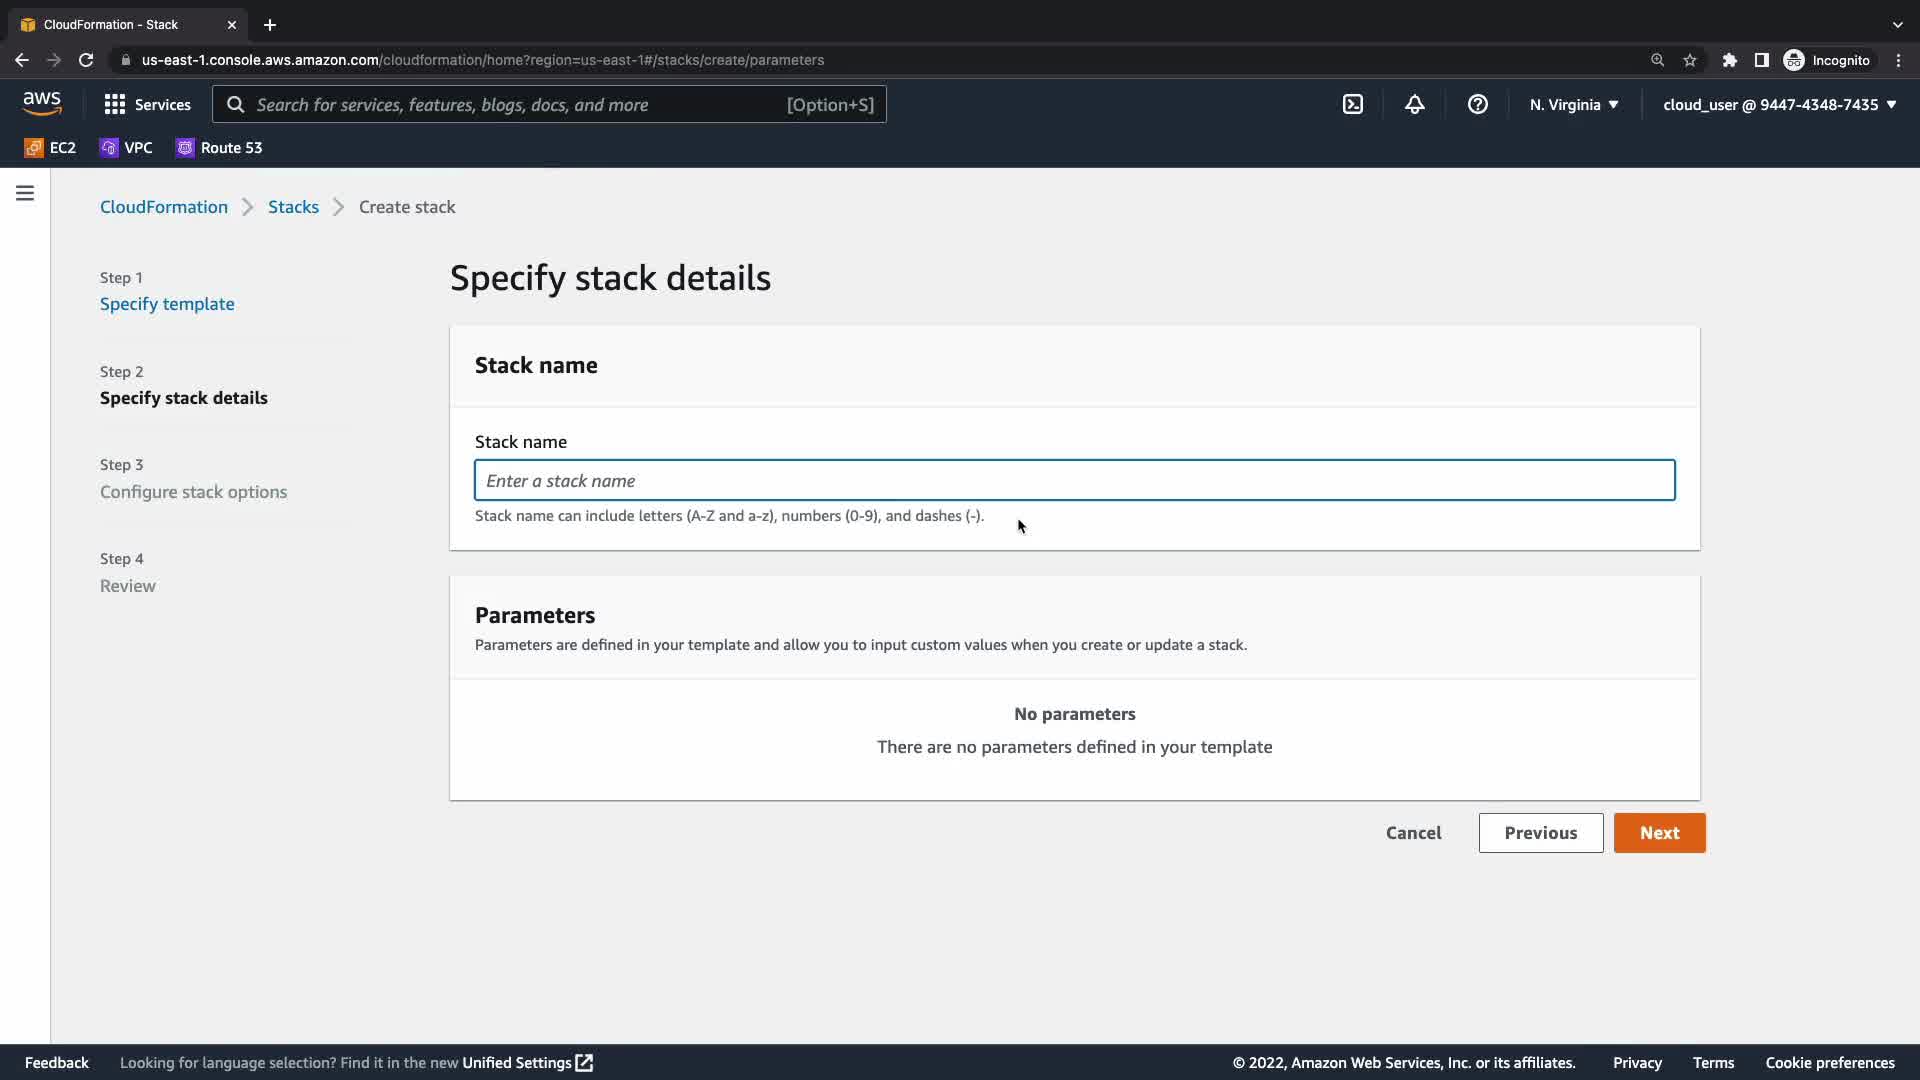 CloudFormation - Stack
us-east-1.console.aws.amazon.com/cloudformation/home?region=us-east-1#/stacks/create/parameters
Incognito
aws
Services
Search for services, features, blogs, docs, and more
[Option+S]
N. Virginia
cloud_user @ 9447-4348-7435
EC2
VPC
Route 53
CloudFormation
Stacks
Create stack
Step 1
Specify template
Step 2
Specify stack details
Step 3
Configure stack options
Step 4
Review
Specify stack details
Stack name
Stack name
Enter a stack name
Stack name can include letters (A-Z and a-z), numbers (0-9), and dashes (-).
Parameters
Parameters are defined in your template and allow you to input custom values when you create or update a stack.
No parameters
There are no parameters defined in your template
Cancel
Previous
Next
Feedback
Looking for language selection? Find it in the new Unified Settings
© 2022, Amazon Web Services, Inc. or its affiliates.
Privacy
Terms
Cookie preferences